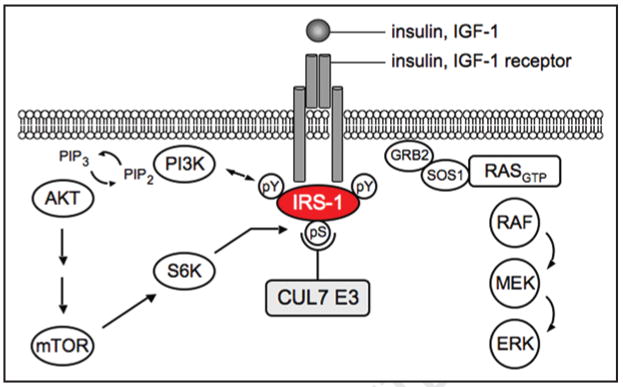 insulin, IGF-1
insulin, IGF-1 receptor
PIP3
PIP2
PI3K
GRB2
SOS1
RASGTP
AKT
pY
pY
IRS-1
pS
RAF
S6K
CUL7 E3
MEK
mTOR
ERK